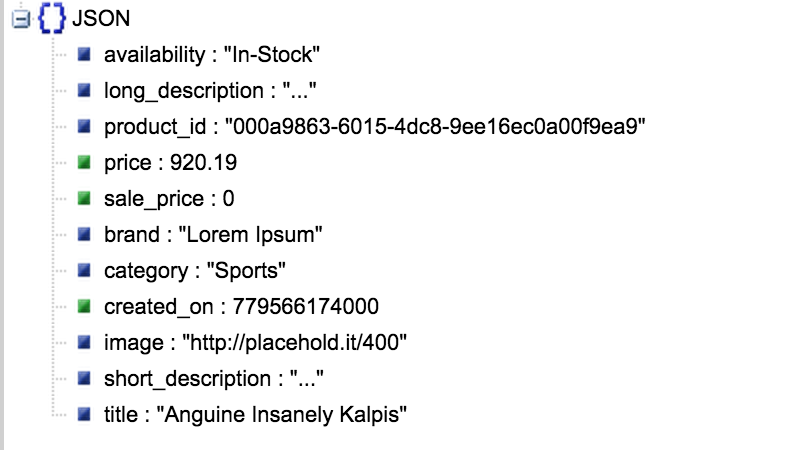 JSON
availability : "In-Stock"
long_description : "..."
product_id : "000a9863-6015-4dc8-9ee16ec0a00f9ea9"
price : 920.19
sale_price : 0
brand : "Lorem Ipsum"
category : "Sports"
created_on : 779566174000
image : "http://placehold.it/400"
short_description : "..."
title : "Anguine Insanely Kalpis"